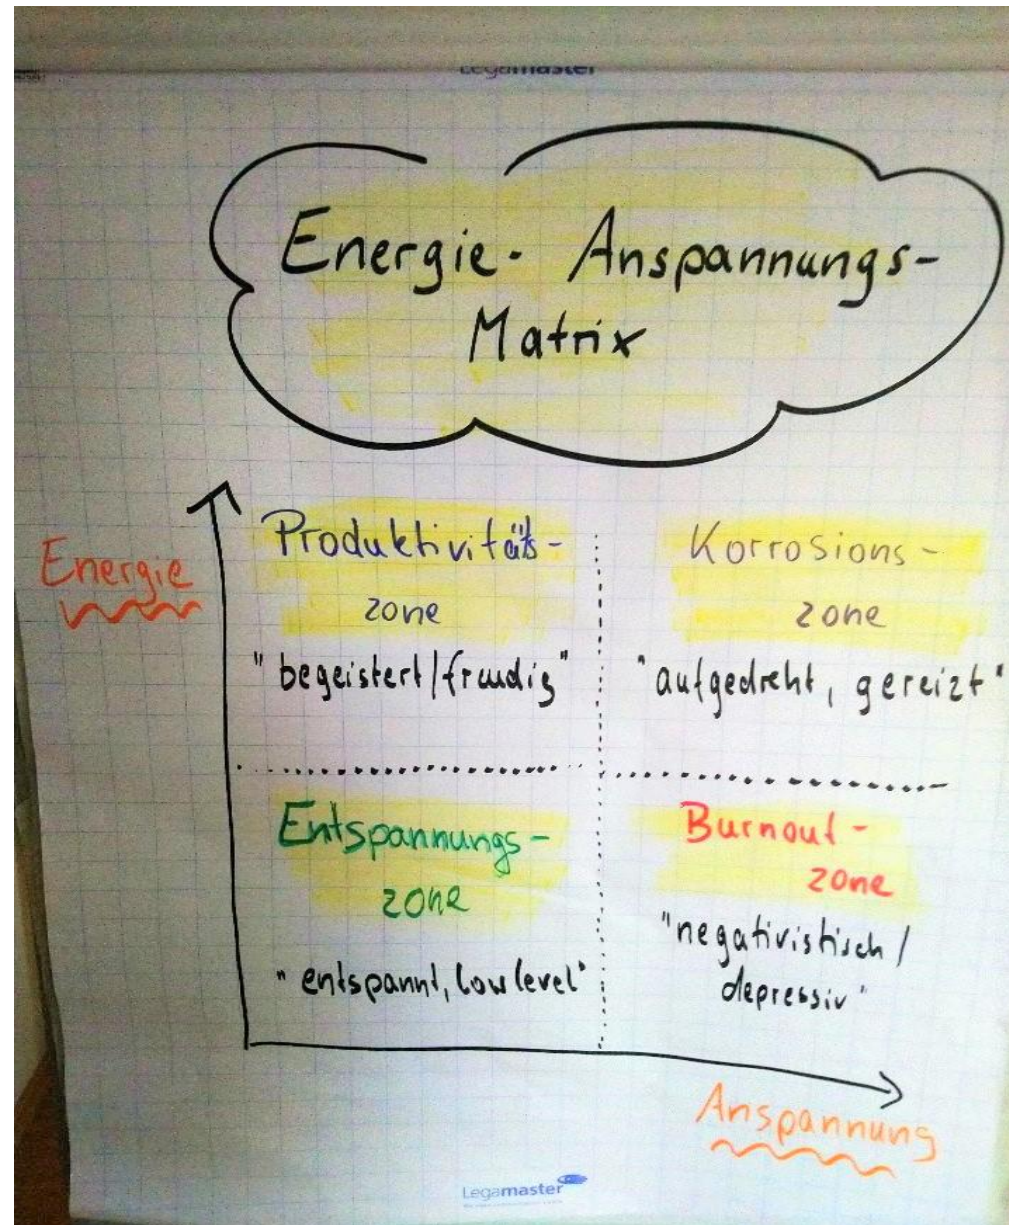 Legamaster
Energie- Anspannungs-
Matrix
Energie
Produktivitäts-
zone
"begeistert/freudig"
Korrosions-
zone
"aufgedreht, gereizt"
Entspannungs-
zone
"entspannt, low level"
Burnout-
zone
"negativistisch/
depressiv"
Anspannung
Legamaster